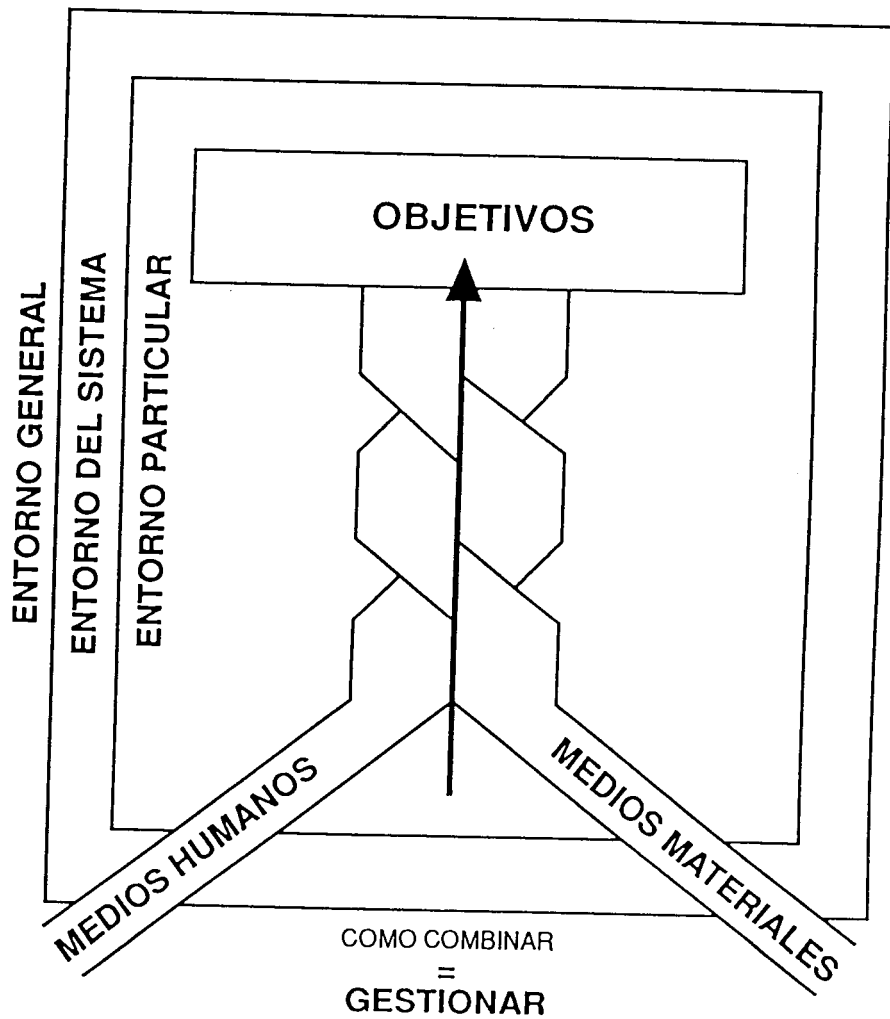 OBJETIVOS
ENTORNO GENERAL
ENTORNO DEL SISTEMA
ENTORNO PARTICULAR
MEDIOS HUMANOS
MEDIOS MATERIALES
COMO COMBINAR
=
GESTIONAR